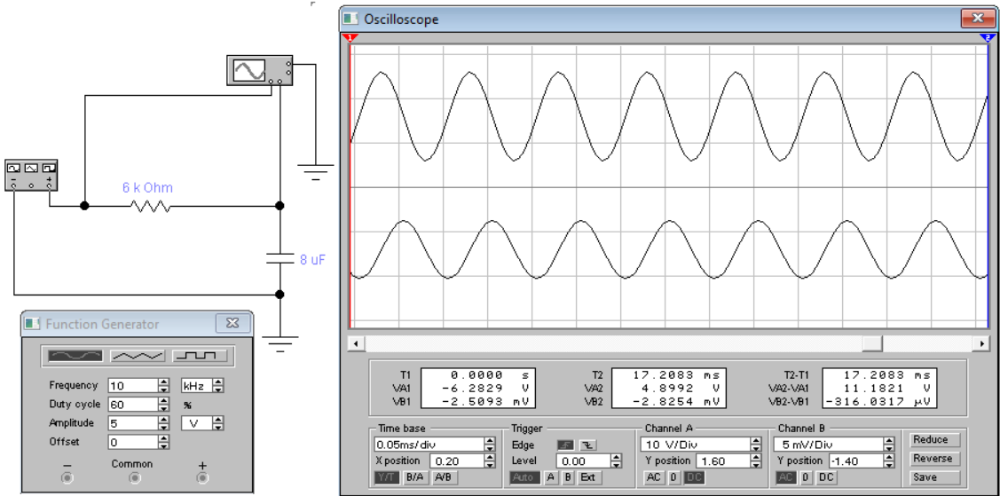 Oscilloscope
1
2
6 k Ohm
8 uF
Function Generator
Frequency 10 kHz
Duty cycle 60 %
Amplitude 5 V
Offset 0
− Common +
T1 0.0000 s
VA1 -6.2829 V
VB1 -2.5093 mV
T2 17.2083 ms
VA2 4.8992 V
VB2 -2.8254 mV
T2-T1 17.2083 ms
VA2-VA1 11.1821 V
VB2-VB1 -316.0317 µV
Time base
0.05ms/div
X position 0.20
Y/T B/A A/B
Trigger
Edge
Level 0.00
Auto A B Ext
Channel A
10 V/Div
Y position 1.60
AC 0 DC
Channel B
5 mV/Div
Y position -1.40
AC 0 DC
Reduce
Reverse
Save